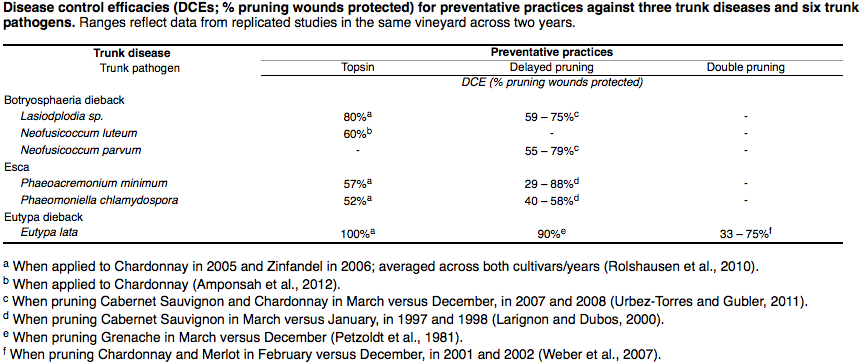 Disease control efficacies (DCEs; % pruning wounds protected) for preventative practices against three trunk diseases and six trunk
pathogens. Ranges reflect data from replicated studies in the same vineyard across two years.
Trunk disease Preventative practices
Trunk pathogen Topsin Delayed pruning Double pruning
DCE (% pruning wounds protected)
Botryosphaeria dieback
Lasiodplodia sp. 80%a 59 – 75%c -
Neofusicoccum luteum 60%b - -
Neofusicoccum parvum - 55 – 79%c -
Esca
Phaeoacremonium minimum 57%a 29 – 88%d -
Phaeomoniella chlamydospora 52%a 40 – 58%d -
Eutypa dieback
Eutypa lata 100%a 90%e 33 – 75%f
a When applied to Chardonnay in 2005 and Zinfandel in 2006; averaged across both cultivars/years (Rolshausen et al., 2010).
b When applied to Chardonnay (Amponsah et al., 2012).
c When pruning Cabernet Sauvignon and Chardonnay in March versus December, in 2007 and 2008 (Urbez-Torres and Gubler, 2011).
d When pruning Cabernet Sauvignon in March versus January, in 1997 and 1998 (Larignon and Dubos, 2000).
e When pruning Grenache in March versus December (Petzoldt et al., 1981).
f When pruning Chardonnay and Merlot in February versus December, in 2001 and 2002 (Weber et al., 2007).